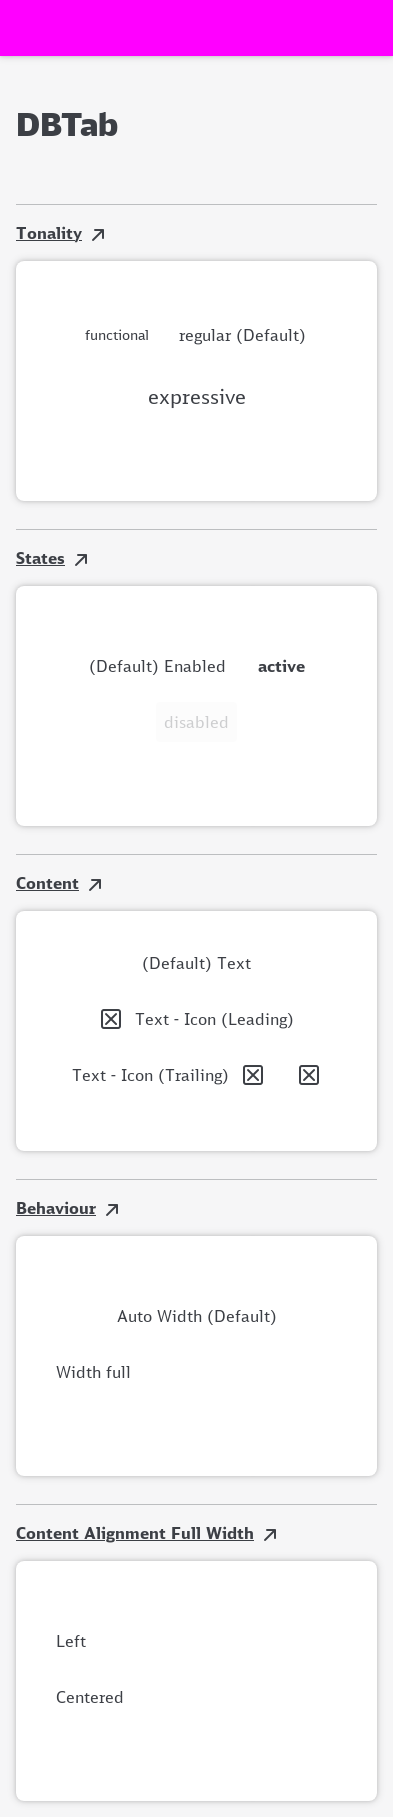 DBTab
Tonality
functional regular (Default)
expressive
States
(Default) Enabled active
disabled
Content
(Default) Text
Text - Icon (Leading)
Text - Icon (Trailing)
Behaviour
Auto Width (Default)
Width full
Content Alignment Full Width
Left
Centered